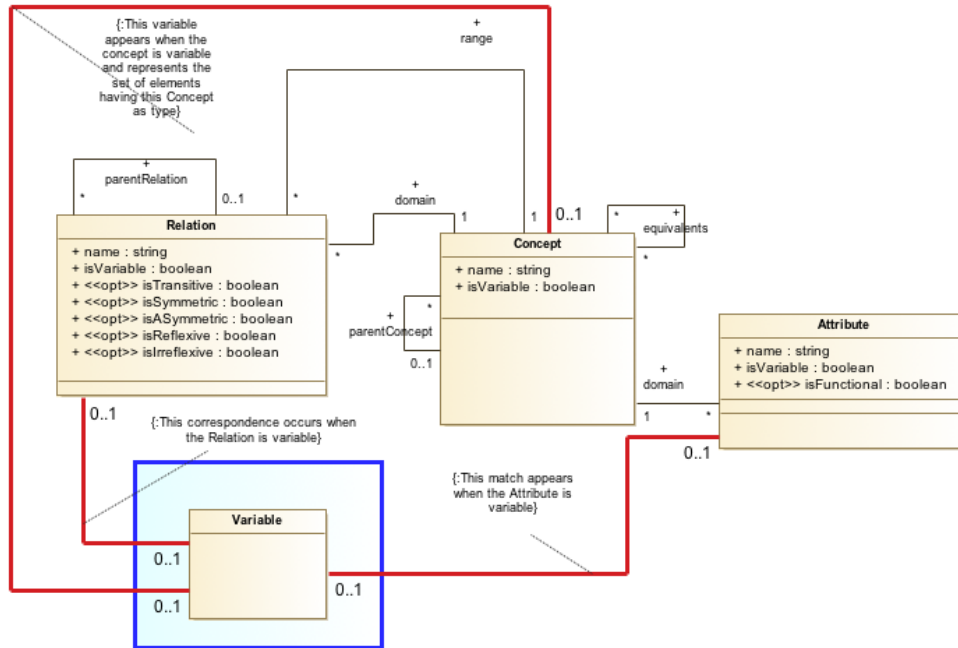 {:This variable
appears when the
concept is variable
and represents the
set of elements
having this Concept
as type}
+
range
+
parentRelation
*
0..1
*
+
domain
1
1
0..1
*
+
equivalents
*
*
Relation
+ name : string
+ isVariable : boolean
+ <<opt>> isTransitive : boolean
+ <<opt>> isSymmetric : boolean
+ <<opt>> isASymmetric : boolean
+ <<opt>> isReflexive : boolean
+ <<opt>> isIrreflexive : boolean
Concept
+ name : string
+ isVariable : boolean
*
+
parentConcept
0..1
Attribute
+ name : string
+ isVariable : boolean
+ <<opt>> isFunctional : boolean
+
domain
1
*
0..1
0..1
{:This correspondence occurs when
the Relation is variable}
{:This match appears
when the Attribute is
variable}
Variable
0..1
0..1
0..1